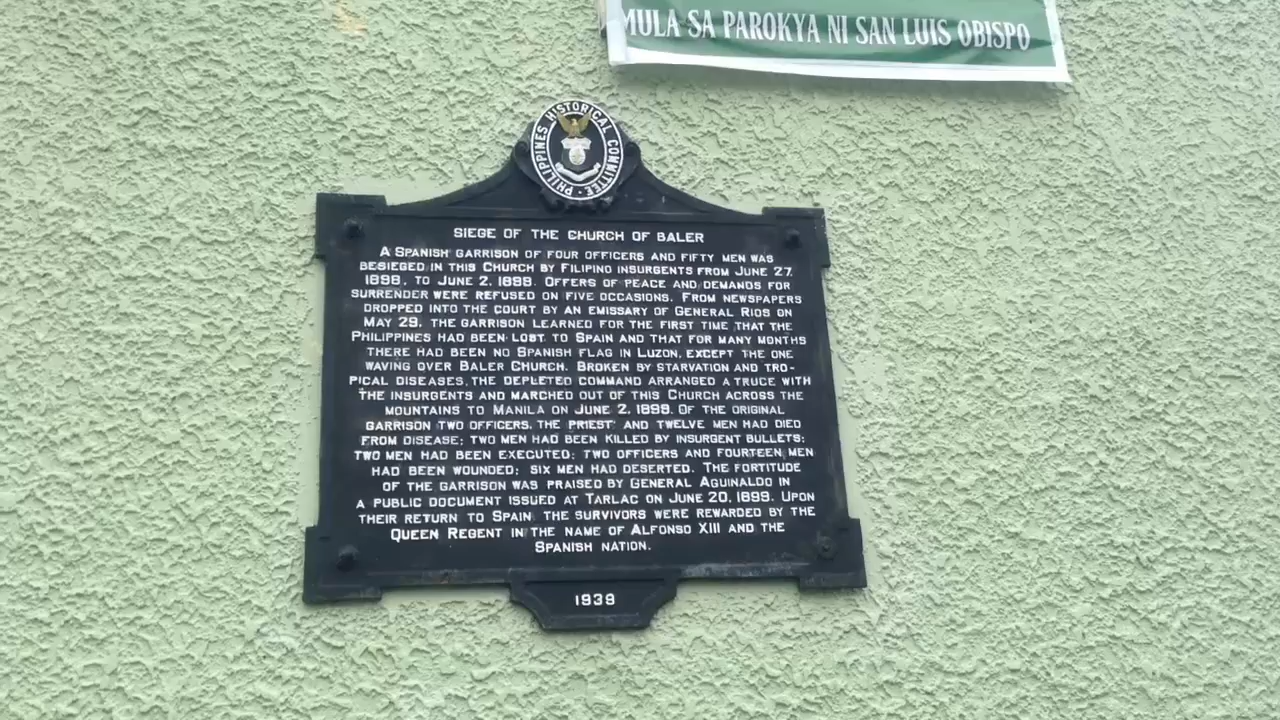 MULA SA PAROKYA NI SAN LUIS OBISPO
PHILIPPINES HISTORICAL COMMITTEE
SIEGE OF THE CHURCH OF BALER
A SPANISH GARRISON OF FOUR OFFICERS AND FIFTY MEN WAS
BESIEGED IN THIS CHURCH BY FILIPINO INSURGENTS FROM JUNE 27,
1898, TO JUNE 2, 1898. OFFERS OF PEACE AND DEMANDS FOR
SURRENDER WERE REFUSED ON FIVE OCCASIONS. FROM NEWSPAPERS
DROPPED INTO THE COURT BY AN EMISSARY OF GENERAL RIOS ON
MAY 29, THE GARRISON LEARNED FOR THE FIRST TIME THAT THE
PHILIPPINES HAD BEEN LOST TO SPAIN AND THAT FOR MANY MONTHS
THERE HAD BEEN NO SPANISH FLAG IN LUZON, EXCEPT THE ONE
WAVING OVER BALER CHURCH. BROKEN BY STARVATION AND TRO-
PICAL DISEASES, THE DEPLETED COMMAND ARRANGED A TRUCE WITH
THE INSURGENTS AND MARCHED OUT OF THIS CHURCH ACROSS THE
MOUNTAINS TO MANILA ON JUNE 2, 1899. OF THE ORIGINAL
GARRISON TWO OFFICERS, THE PRIEST AND TWELVE MEN HAD DIED
FROM DISEASE; TWO MEN HAD BEEN KILLED BY INSURGENT BULLETS;
TWO MEN HAD BEEN EXECUTED; TWO OFFICERS AND FOURTEEN MEN
HAD BEEN WOUNDED; SIX MEN HAD DESERTED. THE FORTITUDE
OF THE GARRISON WAS PRAISED BY GENERAL AGUINALDO IN
A PUBLIC DOCUMENT ISSUED AT TARLAC ON JUNE 20, 1899. UPON
THEIR RETURN TO SPAIN, THE SURVIVORS WERE REWARDED BY THE
QUEEN REGENT IN THE NAME OF ALFONSO XIII AND THE
SPANISH NATION.
1939